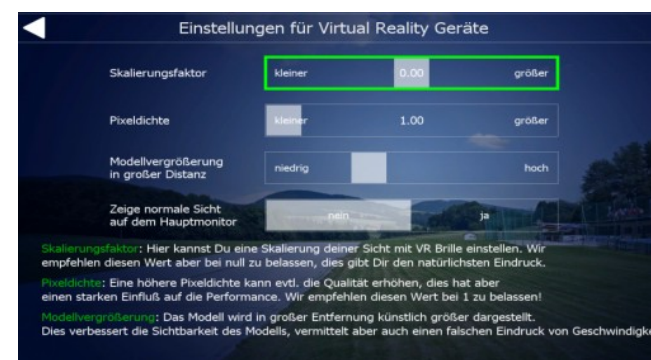 Einstellungen für Virtual Reality Geräte
Skalierungsfaktor kleiner 0.00 größer
Pixeldichte kleiner 1.00 größer
Modellvergrößerung
in großer Distanz niedrig hoch
Zeige normale Sicht
auf dem Hauptmonitor nein ja
Skalierungsfaktor: Hier kannst Du eine Skalierung deiner Sicht mit VR Brille einstellen. Wir
empfehlen diesen Wert aber bei null zu belassen, dies gibt Dir den natürlichsten Eindruck.
Pixeldichte: Eine höhere Pixeldichte kann evtl. die Qualität erhöhen, dies hat aber
einen starken Einfluß auf die Performance. Wir empfehlen diesen Wert bei 1 zu belassen!
Modellvergrößerung: Das Modell wird in großer Entfernung künstlich größer dargestellt.
Dies verbessert die Sichtbarkeit des Modells, vermittelt aber auch einen falschen Eindruck von